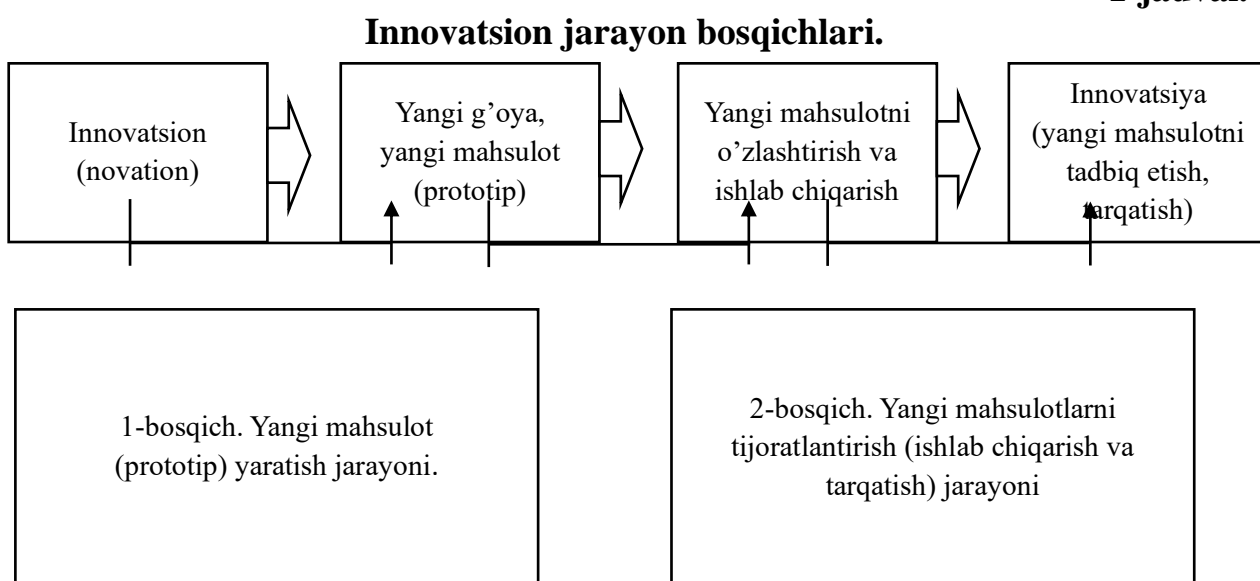 Innovatsion jarayon bosqichlari.
Innovatsion
(novation)
Yangi g’oya,
yangi mahsulot
(prototip)
Yangi mahsulotni
o’zlashtirish va
ishlab chiqarish
Innovatsiya
(yangi mahsulotni
tadbiq etish,
tarqatish)
1-bosqich. Yangi mahsulot
(prototip) yaratish jarayoni.
2-bosqich. Yangi mahsulotlarni
tijoratlantirish (ishlab chiqarish va
tarqatish) jarayoni